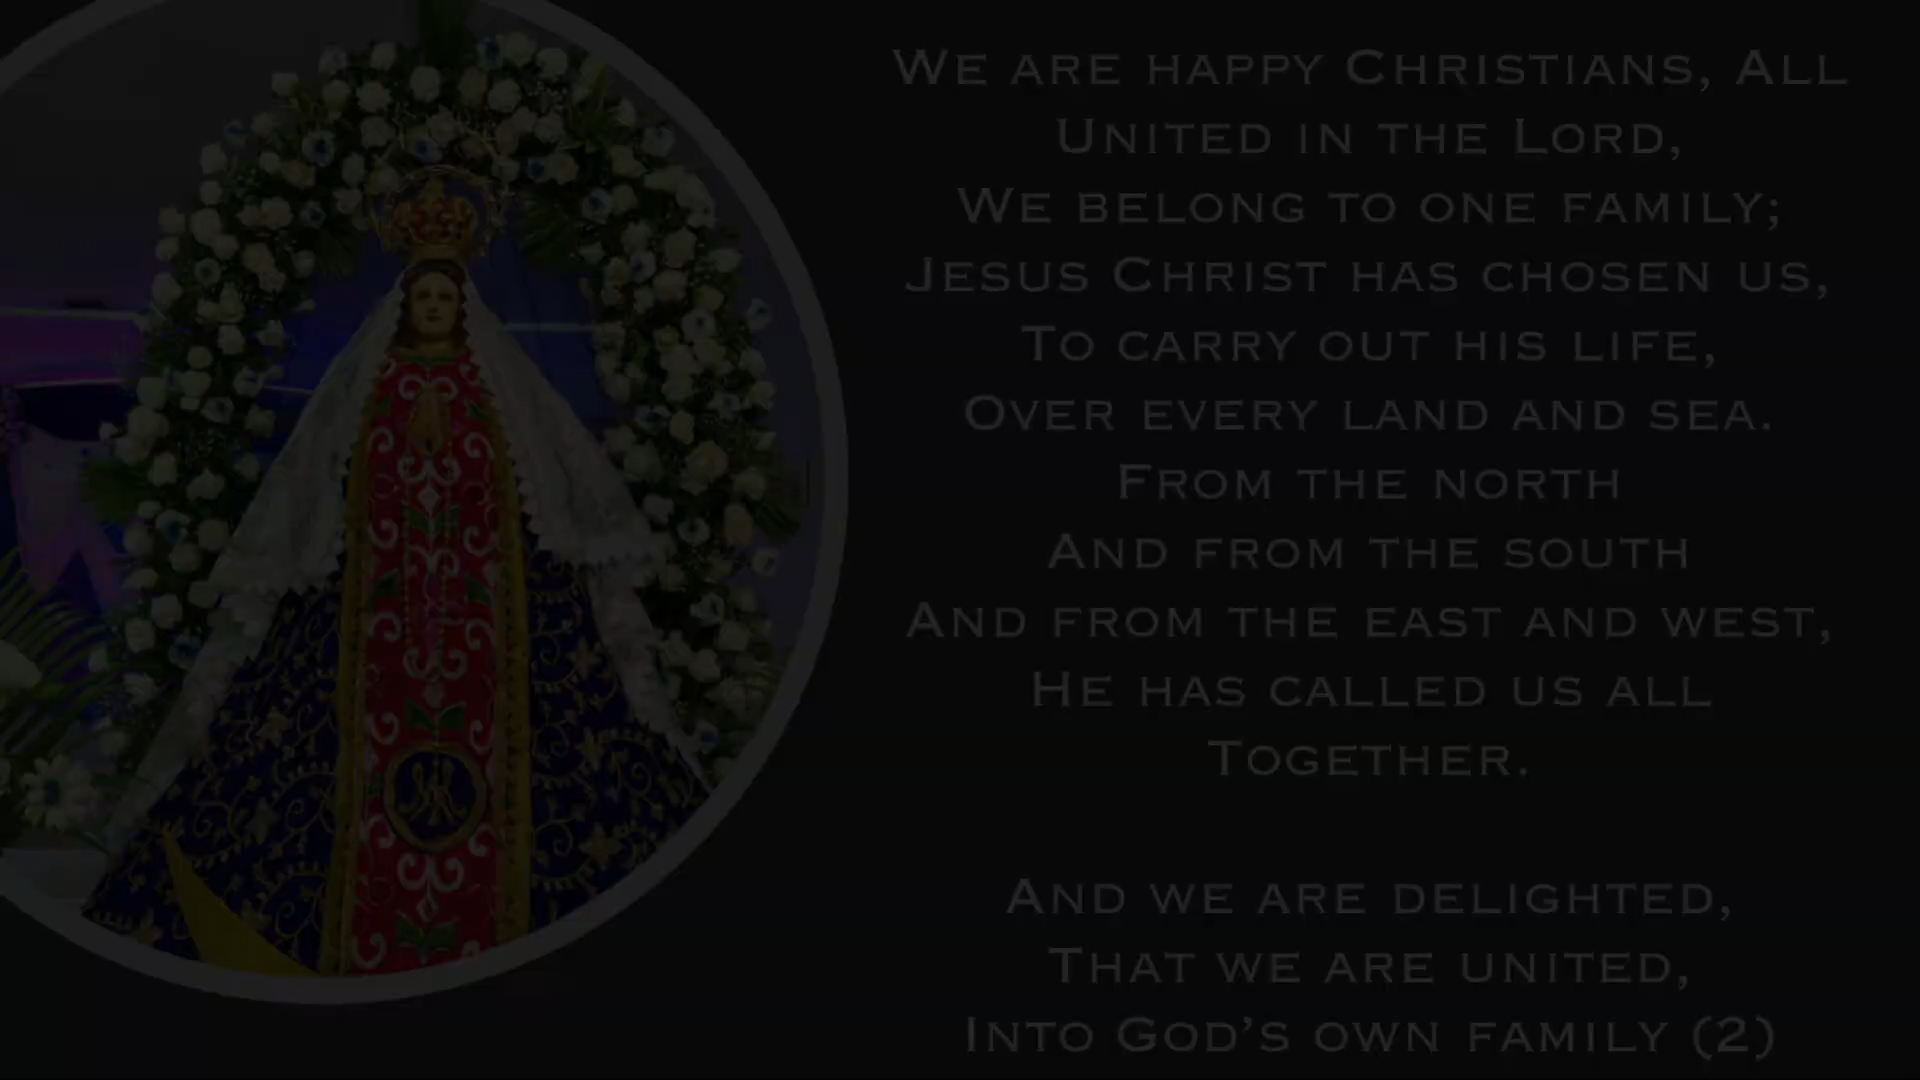 We are happy Christians, All
United in the Lord,
We belong to one family;
Jesus Christ has chosen us,
To carry out his life,
Over every land and sea.
From the north
And from the south
And from the east and west,
He has called us all
Together.
And we are delighted,
That we are united,
Into God’s own family (2)